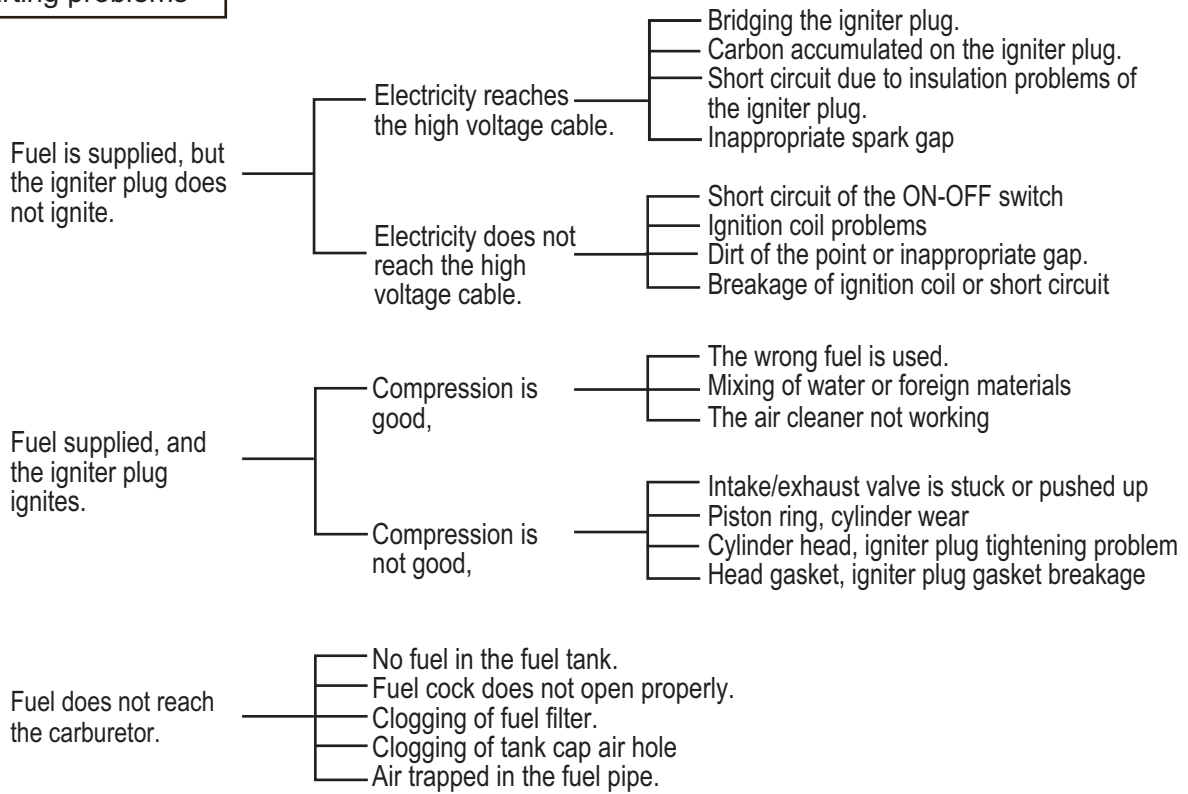 problems
Fuel is supplied, but
the igniter plug does
not ignite.
Electricity reaches
the high voltage cable.
Bridging the igniter plug.
Carbon accumulated on the igniter plug.
Short circuit due to insulation problems of
the igniter plug.
Inappropriate spark gap
Electricity does not
reach the high
voltage cable.
Short circuit of the ON-OFF switch
Ignition coil problems
Dirt of the point or inappropriate gap.
Breakage of ignition coil or short circuit
Fuel supplied, and
the igniter plug
ignites.
Compression is
good,
The wrong fuel is used.
Mixing of water or foreign materials
The air cleaner not working
Compression is
not good,
Intake/exhaust valve is stuck or pushed up
Piston ring, cylinder wear
Cylinder head, igniter plug tightening problem
Head gasket, igniter plug gasket breakage
Fuel does not reach
the carburetor.
No fuel in the fuel tank.
Fuel cock does not open properly.
Clogging of fuel filter.
Clogging of tank cap air hole
Air trapped in the fuel pipe.